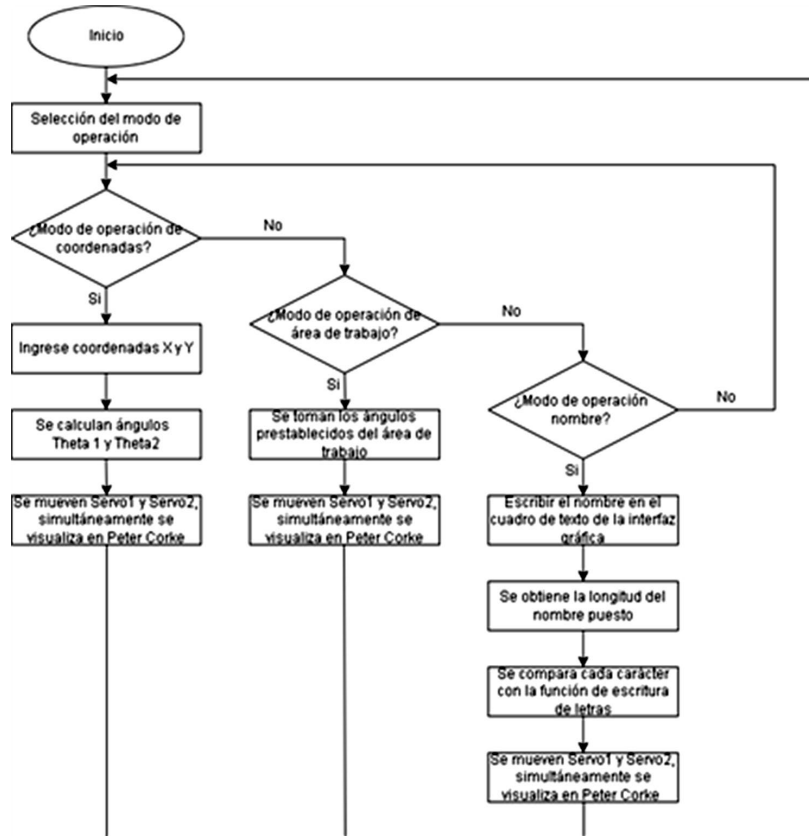 Inicio
Selección del modo de
operación
¿Modo de operación de
coordenadas?
No
Si
Ingrese coordenadas X y Y
Se calculan ángulos
Theta 1 y Theta2
Se mueven Servo1 y Servo2,
simultáneamente se
visualiza en Peter Corke
¿Modo de operación de
área de trabajo?
No
Si
Se toman los ángulos
prestablecidos del área de
trabajo
Se mueven Servo1 y Servo2,
simultáneamente se
visualiza en Peter Corke
¿Modo de operación
nombre?
No
Si
Escribir el nombre en el
cuadro de texto de la interfaz
gráfica
Se obtiene la longitud del
nombre puesto
Se compara cada carácter
con la función de escritura
de letras
Se mueven Servo1 y Servo2,
simultáneamente se
visualiza en Peter Corke